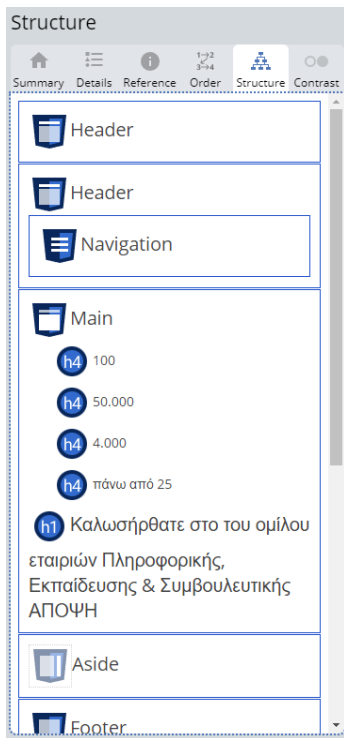 Structure
Summary Details Reference Order Structure Contrast
Header
Header
Navigation
Main
h4 100
h4 50.000
h4 4.000
h4 πάνω από 25
h1 Καλωσήρθατε στο του ομίλου
εταιριών Πληροφορικής,
Εκπαίδευσης & Συμβουλευτικής
ΑΠΟΨΗ
Aside
Footer